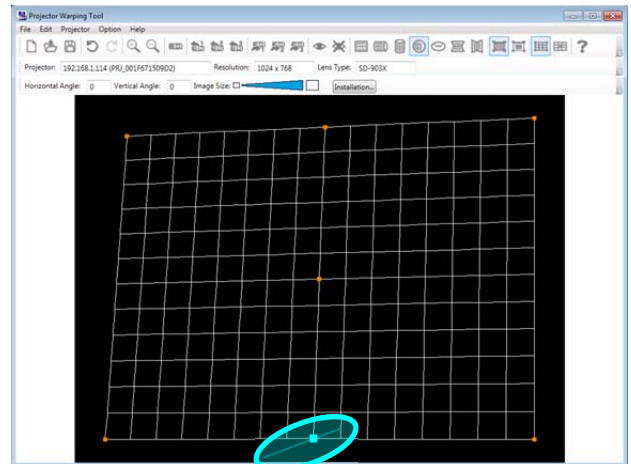 Projector Warping Tool
File Edit Projector Option Help
Projector: 192.168.1.114 (PRJ_001F671509D2) Resolution: 1024 x 768 Lens Type: SD-903X
Horizontal Angle: 0 Vertical Angle: 0 Image Size: Installation...